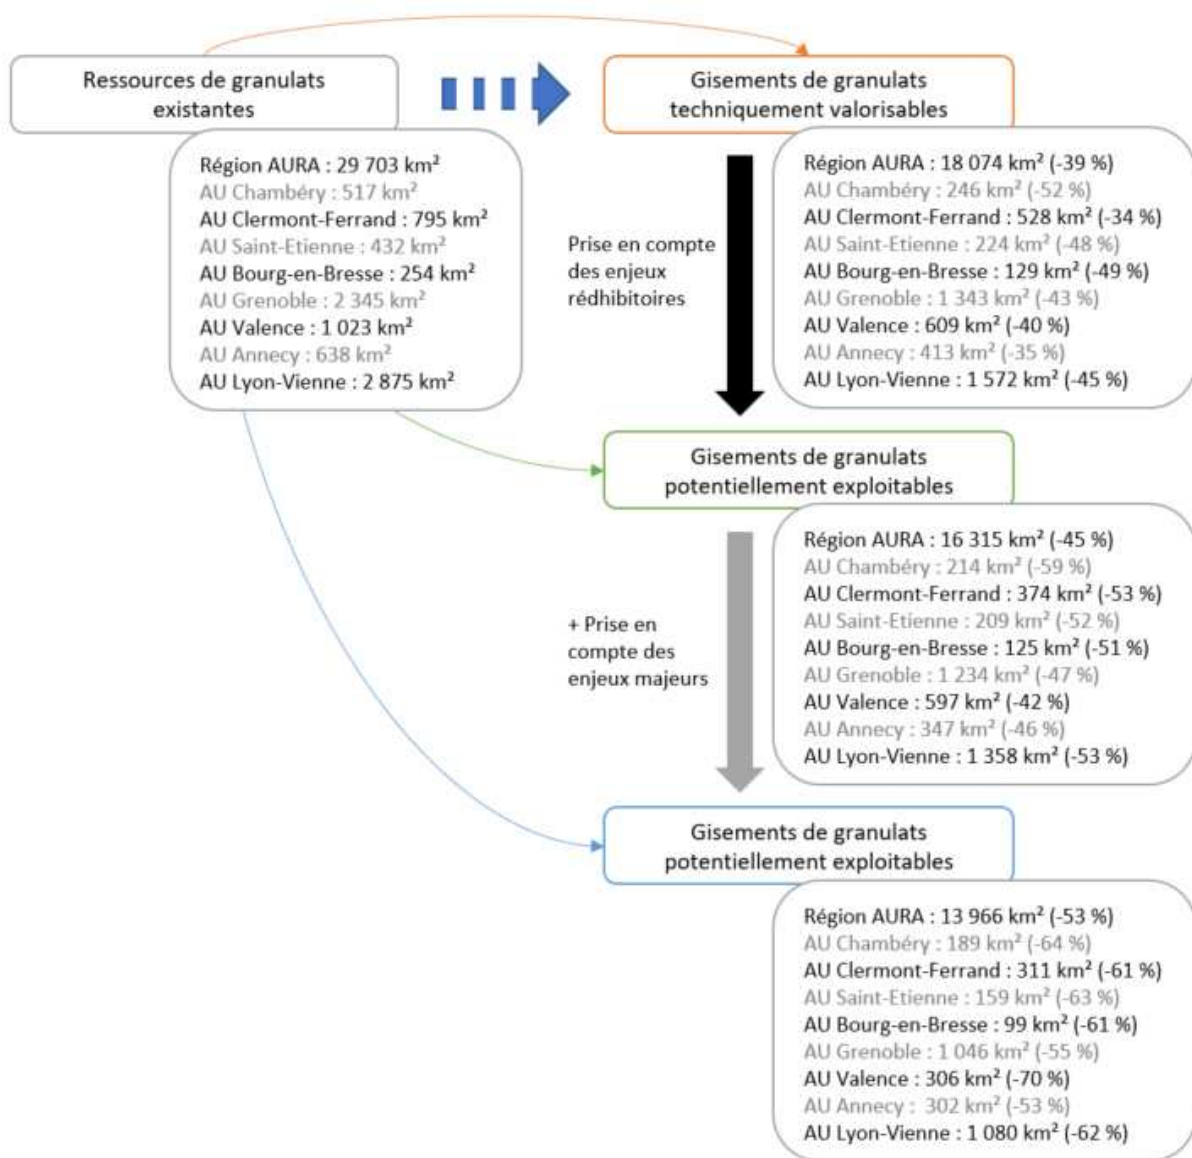 Ressources de granulats
existantes
Région AURA : 29 703 km²
AU Chambéry : 517 km²
AU Clermont-Ferrand : 795 km²
AU Saint-Etienne : 432 km²
AU Bourg-en-Bresse : 254 km²
AU Grenoble : 2 345 km²
AU Valence : 1 023 km²
AU Annecy : 638 km²
AU Lyon-Vienne : 2 875 km²
Gisements de granulats
techniquement valorisables
Région AURA : 18 074 km² (-39 %)
AU Chambéry : 246 km² (-52 %)
AU Clermont-Ferrand : 528 km² (-34 %)
AU Saint-Etienne : 224 km² (-48 %)
AU Bourg-en-Bresse : 129 km² (-49 %)
AU Grenoble : 1 343 km² (-43 %)
AU Valence : 609 km² (-40 %)
AU Annecy : 413 km² (-35 %)
AU Lyon-Vienne : 1 572 km² (-45 %)
Prise en compte
des enjeux
rédhibitoires
Gisements de granulats
potentiellement exploitables
Région AURA : 16 315 km² (-45 %)
AU Chambéry : 214 km² (-59 %)
AU Clermont-Ferrand : 374 km² (-53 %)
AU Saint-Etienne : 209 km² (-52 %)
AU Bourg-en-Bresse : 125 km² (-51 %)
AU Grenoble : 1 234 km² (-47 %)
AU Valence : 597 km² (-42 %)
AU Annecy : 347 km² (-46 %)
AU Lyon-Vienne : 1 358 km² (-53 %)
+ Prise en
compte des
enjeux majeurs
Gisements de granulats
potentiellement exploitables
Région AURA : 13 966 km² (-53 %)
AU Chambéry : 189 km² (-64 %)
AU Clermont-Ferrand : 311 km² (-61 %)
AU Saint-Etienne : 159 km² (-63 %)
AU Bourg-en-Bresse : 99 km² (-61 %)
AU Grenoble : 1 046 km² (-55 %)
AU Valence : 306 km² (-70 %)
AU Annecy : 302 km² (-53 %)
AU Lyon-Vienne : 1 080 km² (-62 %)